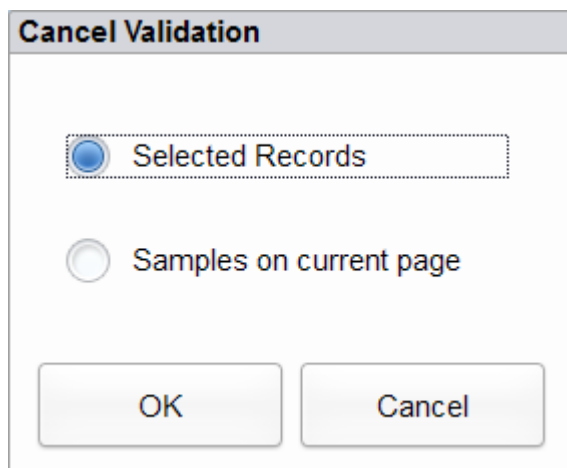 Cancel Validation
Selected Records
Samples on current page
OK
Cancel